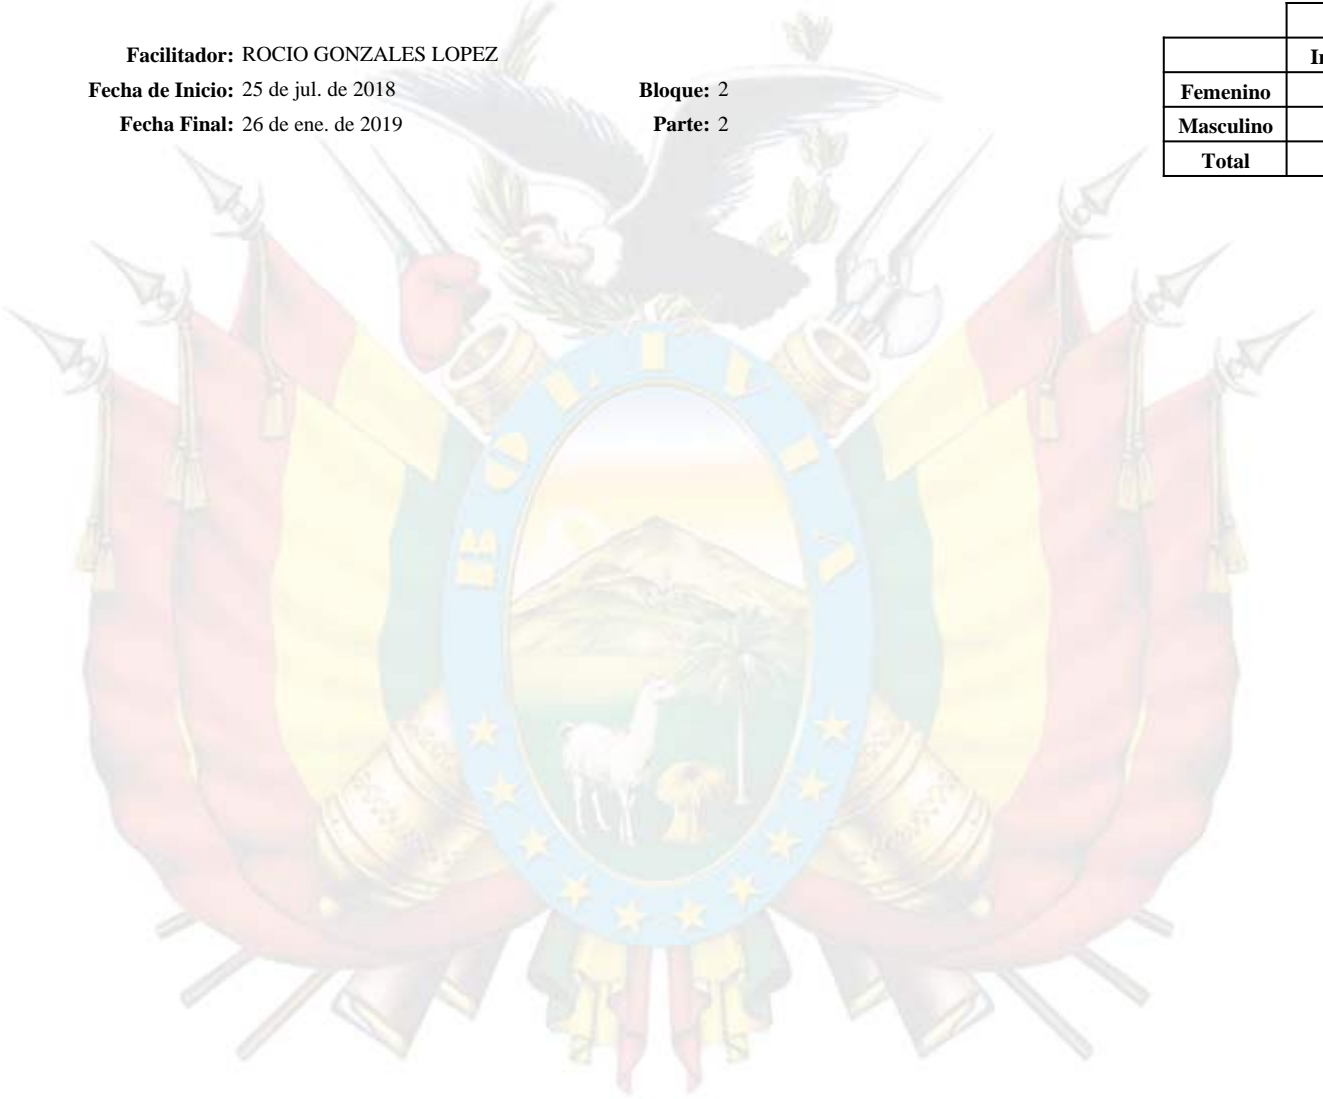 Facilitador: ROCIO GONZALES LOPEZ
Fecha de Inicio: 25 de jul. de 2018
Bloque: 2
Fecha Final: 26 de ene. de 2019
Parte: 2
Femenino
Masculino
Total
BOLIVIA